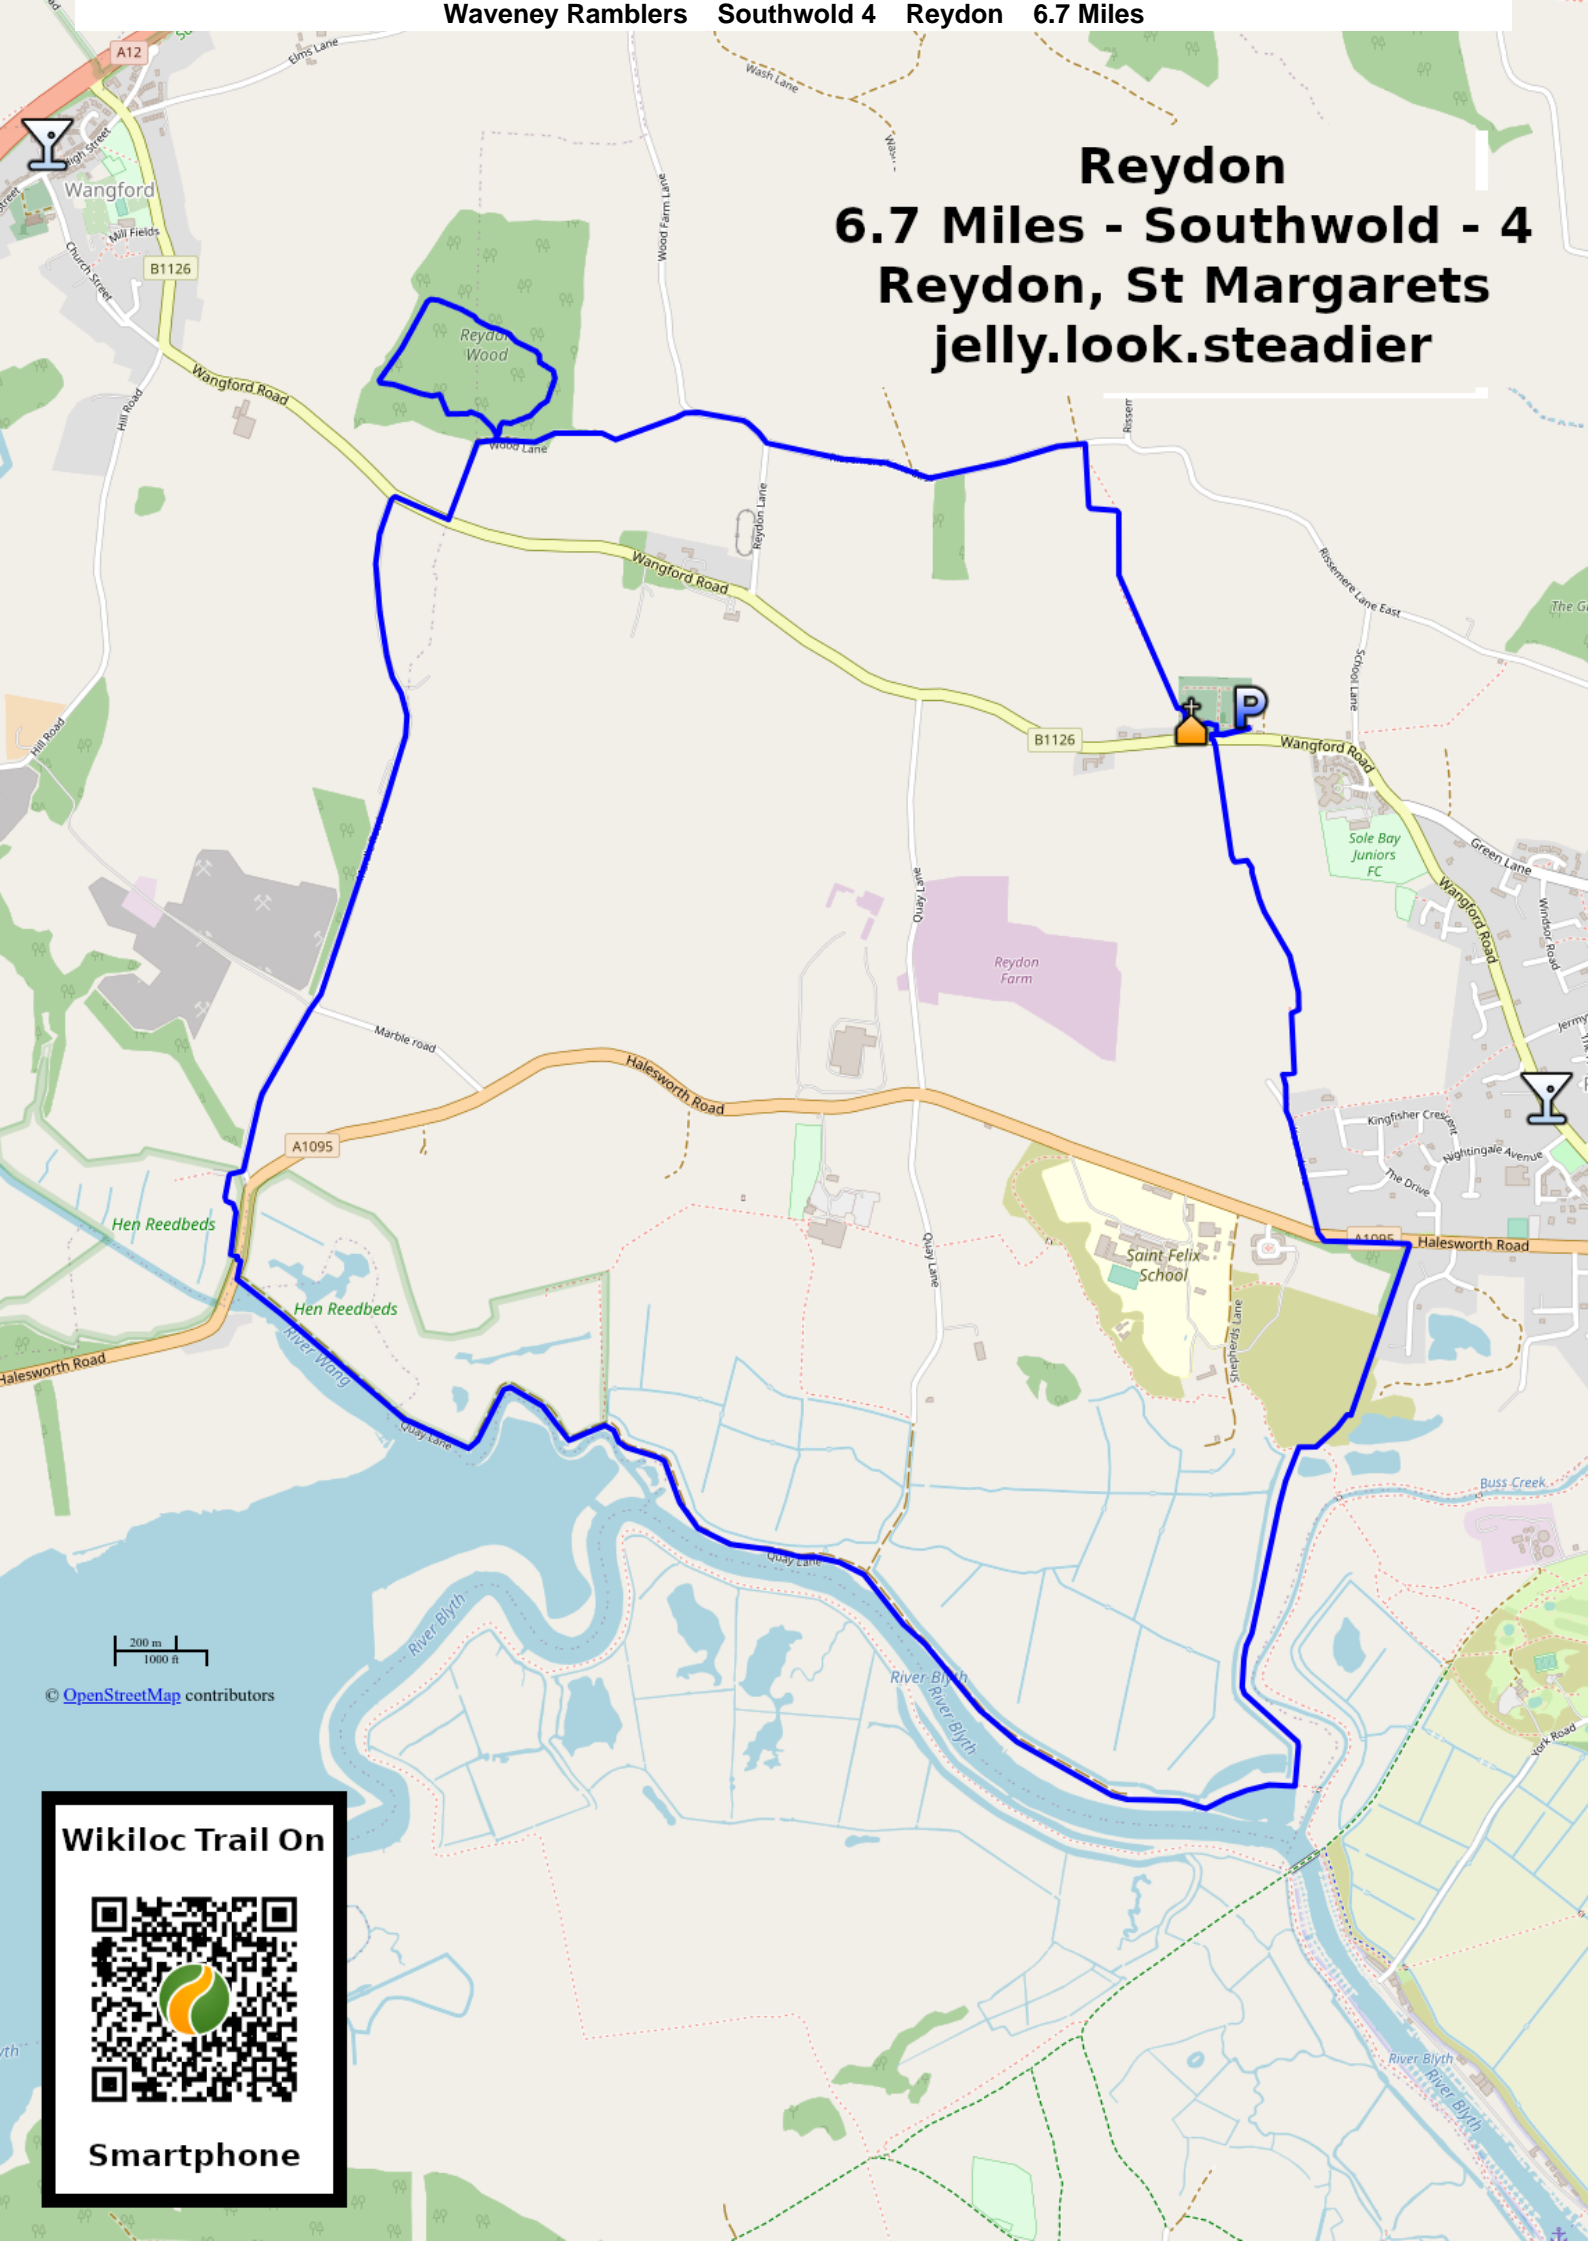 Waveney Ramblers Southwold 4 Reydon 6.7 Miles
A12
Elms Lane
Wash Lane
High Street
Wangford
Mill Fields
Church Street
B1126
Wood Farm Lane
Reydon
6.7 Miles - Southwold - 4
Reydon, St Margarets
jelly.look.steadier
Reydon
Wood
Wangford Road
Hill Road
Wood Lane
Reydon Lane
Wangford Road
Rissemere Lane East
School Lane
Hill Road
B1126
Wangford Road
Sole Bay
Juniors
FC
Green Lane
Wangford Road
Windsor Road
Quay Lane
Reydon
Farm
Marble road
Halesworth Road
A1095
Kingfisher Crescent
Nightingale Avenue
The Drive
Hen Reedbeds
A1095
Halesworth Road
Quay Lane
Saint Felix
School
Shepherds Lane
Hen Reedbeds
River Wang
Halesworth Road
Quay Lane
Buss Creek
Quay Lane
River Blyth
River Blyth
River Blyth
200 m
1000 ft
© OpenStreetMap contributors
York Road
Wikiloc Trail On
Smartphone
River Blyth
River Blyth